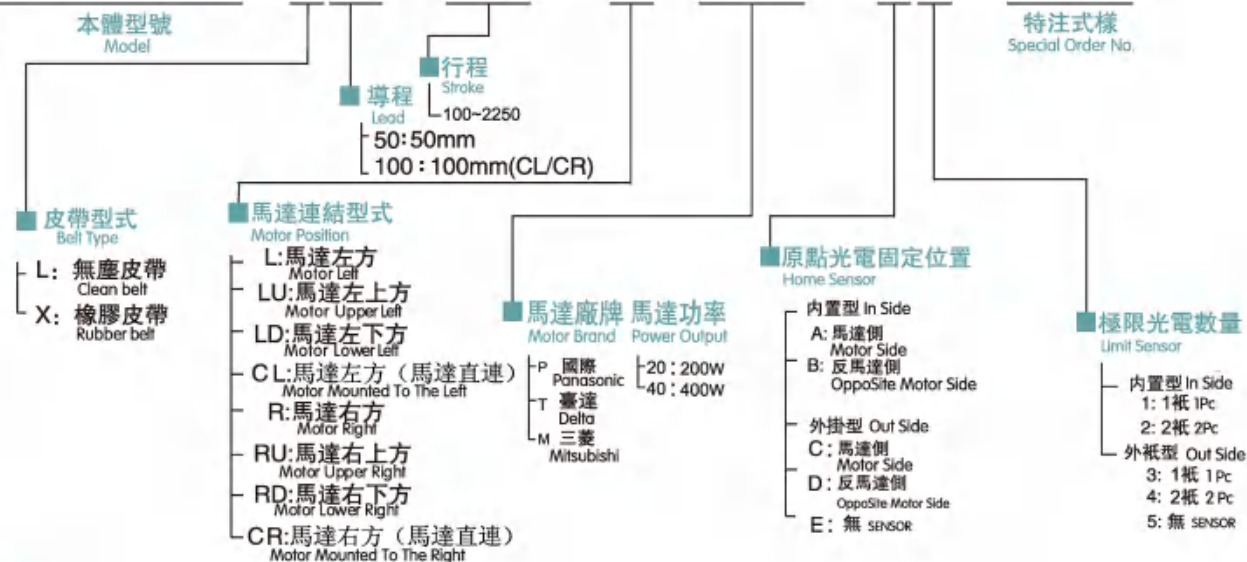 本體型號
Model
特注式樣
Special Order No.
行程
Stroke
100~2250
導程
Lead
50:50mm
100:100mm(CL/CR)
皮帶型式
Belt Type
L: 無塵皮帶
Clean belt
X: 橡膠皮帶
Rubber belt
馬達連結型式
Motor Position
L:馬達左方
Motor Left
LU:馬達左上方
Motor Upper Left
LD:馬達左下方
Motor Lower Left
CL:馬達左方(馬達直連)
Motor Mounted To The Left
R:馬達右方
Motor Right
RU:馬達右上方
Motor Upper Right
RD:馬達右下方
Motor Lower Right
CR:馬達右方(馬達直連)
Motor Mounted To The Right
馬達廠牌
Motor Brand
P 國際
Panasonic
T 臺達
Delta
M 三菱
Mitsubishi
馬達功率
Power Output
20:200W
40:400W
原點光電固定位置
Home Sensor
內置型 In Side
A: 馬達側
Motor Side
B: 反馬達側
OppoSite Motor Side
外掛型 Out Side
C: 馬達側
Motor Side
D: 反馬達側
OppoSite Motor Side
E: 無 SENSOR
極限光電數量
Limit Sensor
內置型 In Side
1: 1衹 1Pc
2: 2衹 2Pc
外衹型 Out Side
3: 1衹 1Pc
4: 2衹 2Pc
5: 無 SENSOR